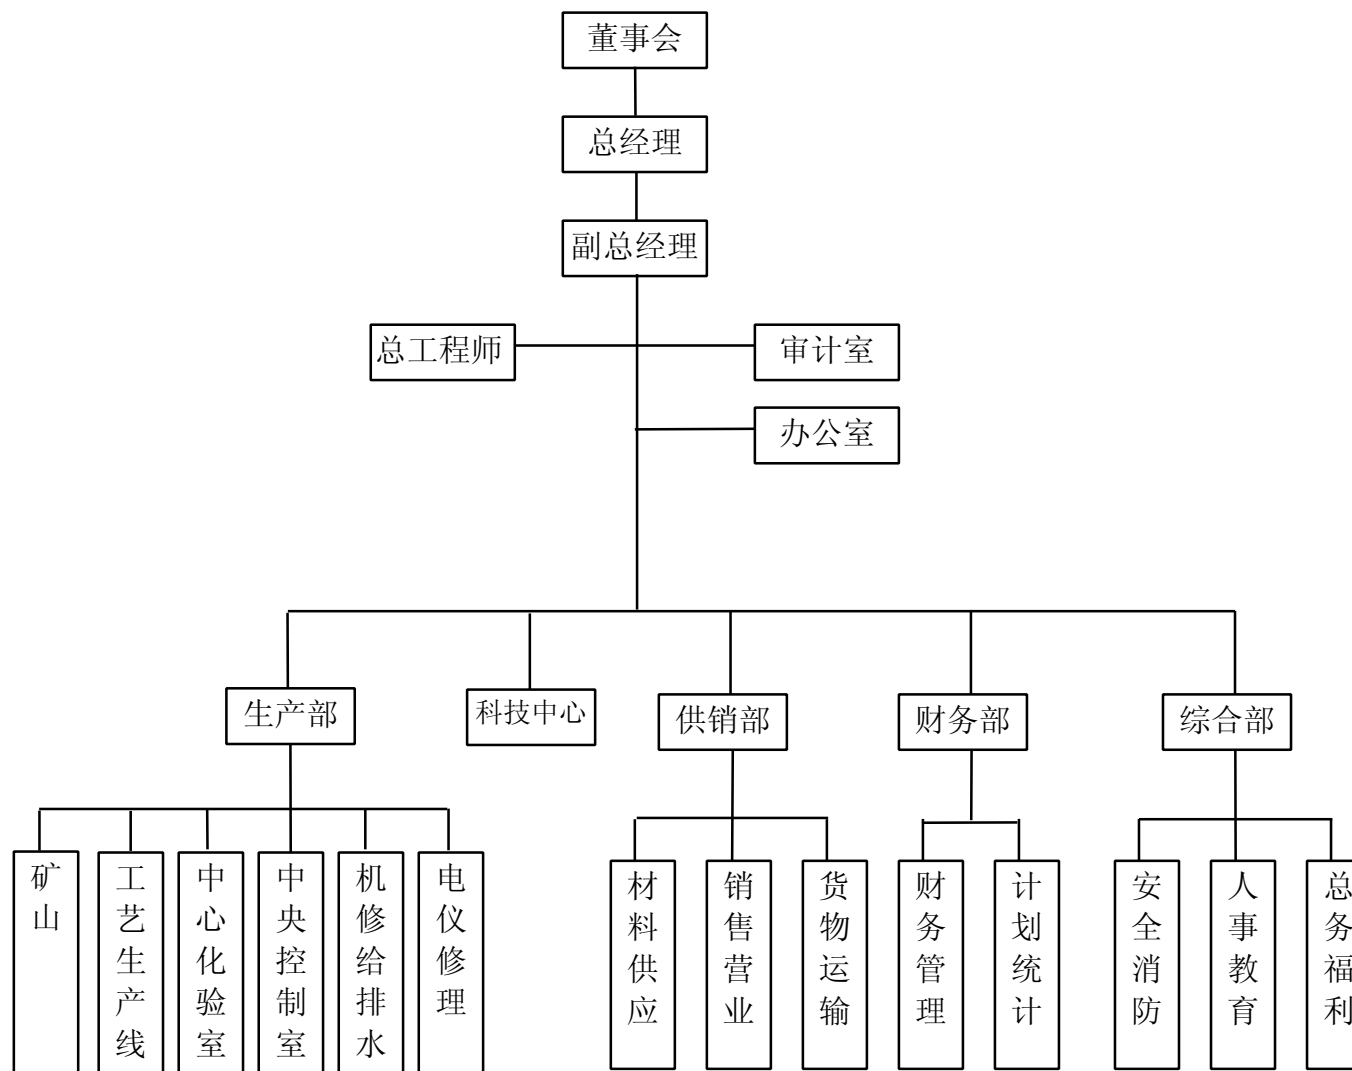 董事会
总经理
副总经理
总工程师
审计室
办公室
生产部
科技中心
供销部
财务部
综合部
矿山
工艺生产线
中心化验室
中央控制室
机修给排水
电仪修理
材料供应
销售营业
货物运输
财务管理
计划统计
安全消防
人事教育
总务福利